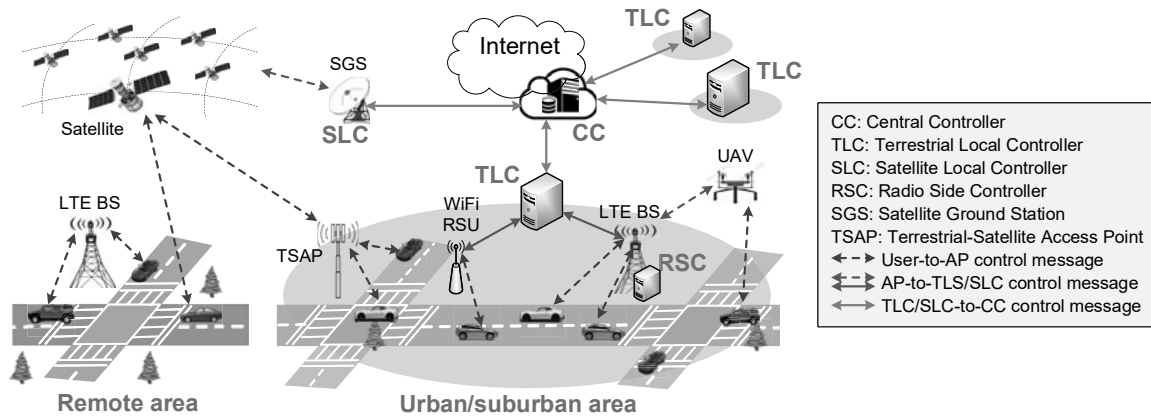 TLC
Internet
TLC
SGS
SLC
CC
Satellite
TLC
UAV
LTE BS
WiFi
RSU
LTE BS
TSAP
RSC
Remote area
Urban/suburban area
CC: Central Controller
TLC: Terrestrial Local Controller
SLC: Satellite Local Controller
RSC: Radio Side Controller
SGS: Satellite Ground Station
TSAP: Terrestrial-Satellite Access Point
User-to-AP control message
AP-to-TLS/SLC control message
TLC/SLC-to-CC control message